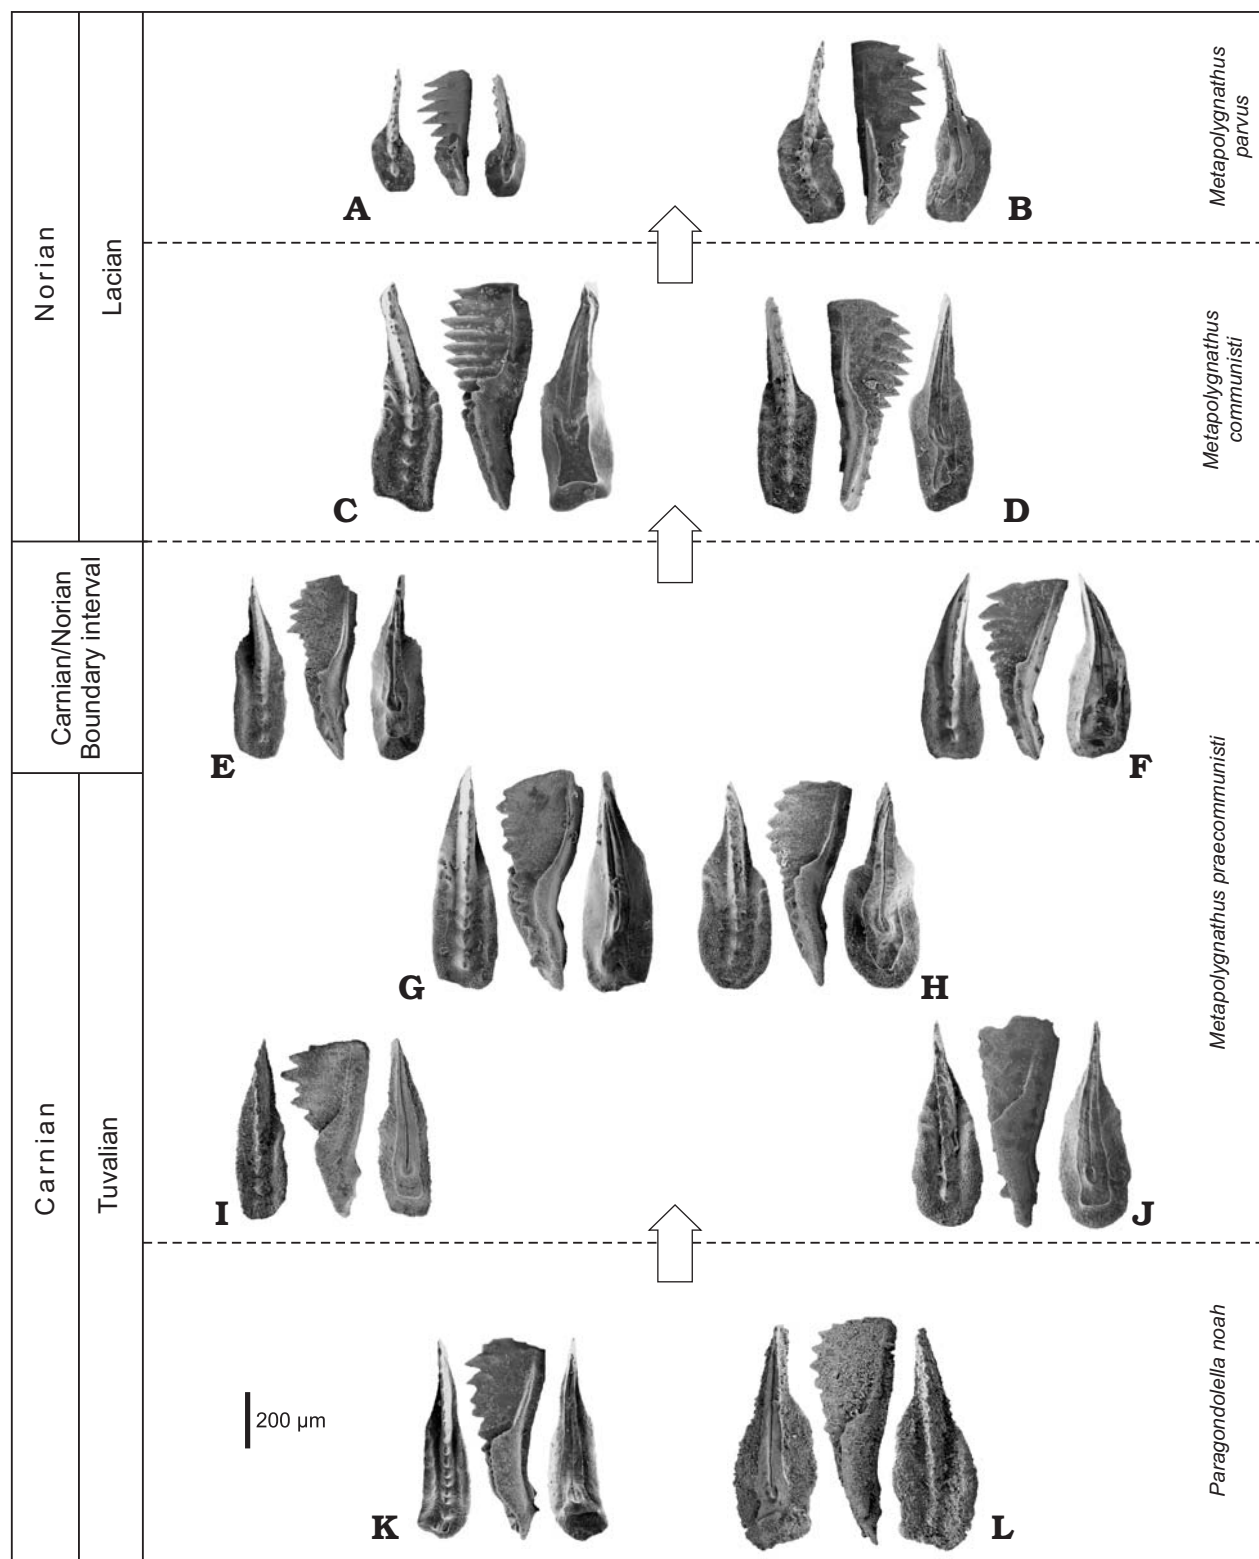 Norian
Lacian
A
B
Metapolygnathus
parvus
C
D
Metapolygnathus
communisti
Carnian/Norian
Boundary interval
E
F
G
H
Metapolygnathus praecommunisti
Carnian
Tuvalian
I
J
200 µm
K
L
Paragondolella noah